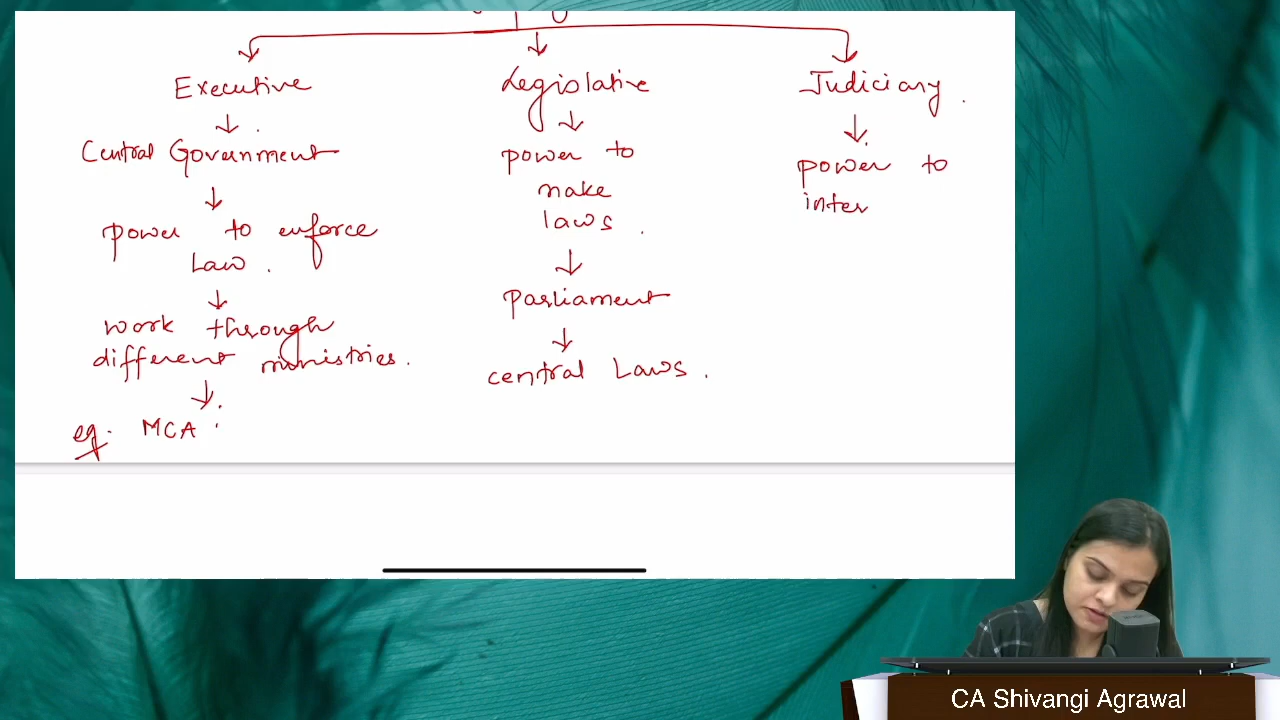 Executive
Central Government
power to enforce
Law.
work through
different ministries.
eg. MCA:
Legislative
power to
make
laws.
Parliament
central Laws.
Judiciary.
power to
inter
CA Shivangi Agrawal